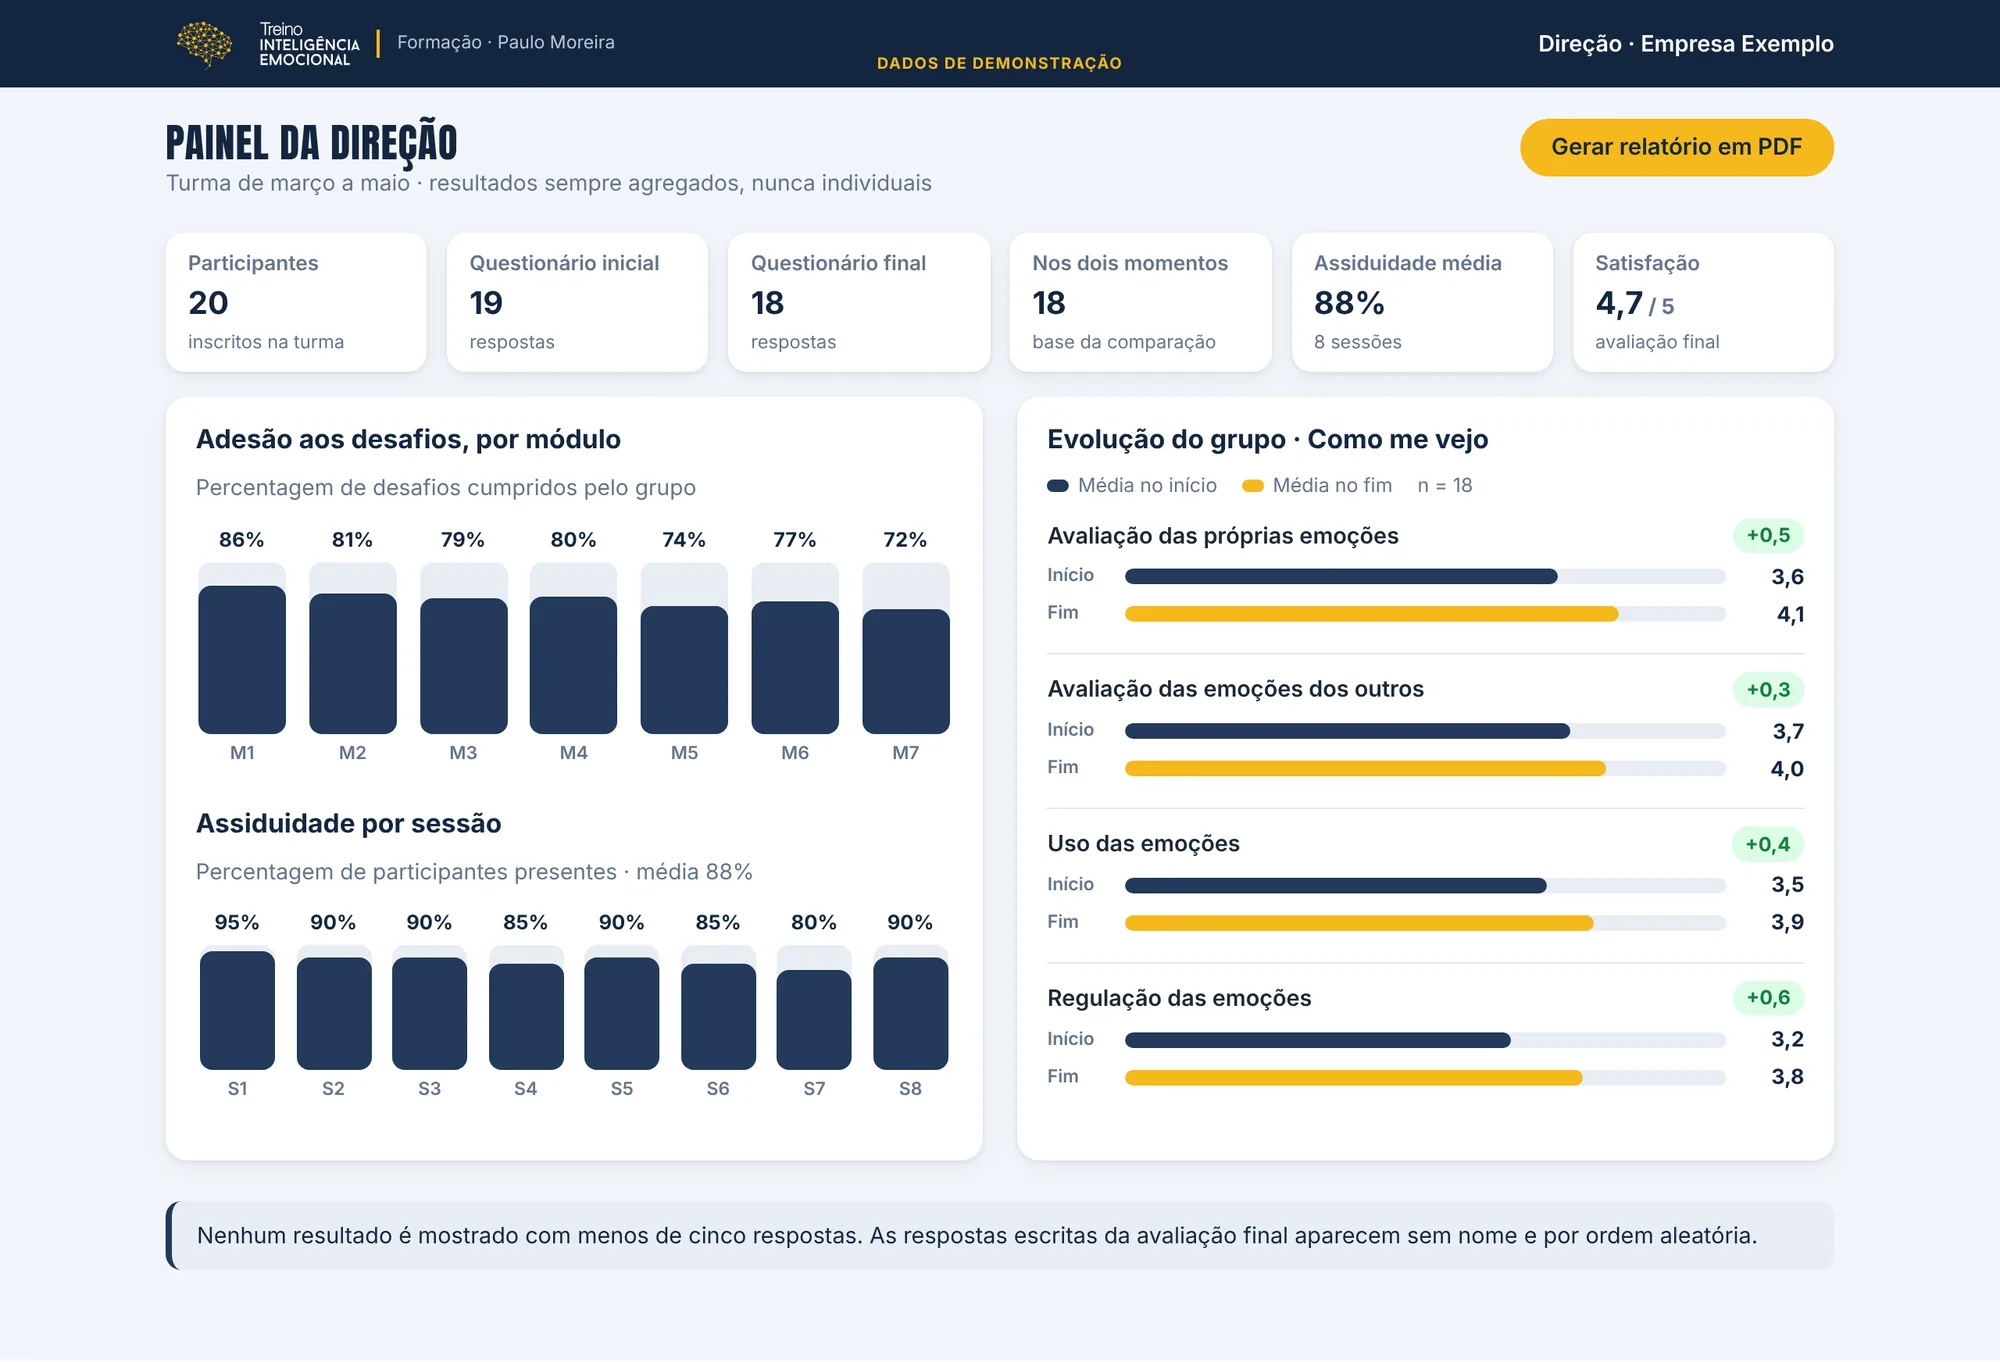 Treino
INTELIGÊNCIA
EMOCIONAL
Formação · Paulo Moreira
DADOS DE DEMONSTRAÇÃO
Direção · Empresa Exemplo
PAINEL DA DIREÇÃO
Turma de março a maio · resultados sempre agregados, nunca individuais
Gerar relatório em PDF
Participantes
20
inscritos na turma
Questionário inicial
19
respostas
Questionário final
18
respostas
Nos dois momentos
18
base da comparação
Assiduidade média
88%
8 sessões
Satisfação
4,7 / 5
avaliação final
Adesão aos desafios, por módulo
Percentagem de desafios cumpridos pelo grupo
86% 81% 79% 80% 74% 77% 72%
M1 M2 M3 M4 M5 M6 M7
Assiduidade por sessão
Percentagem de participantes presentes · média 88%
95% 90% 90% 85% 90% 85% 80% 90%
S1 S2 S3 S4 S5 S6 S7 S8
Evolução do grupo · Como me vejo
Média no início Média no fim n = 18
Avaliação das próprias emoções +0,5
Início 3,6
Fim 4,1
Avaliação das emoções dos outros +0,3
Início 3,7
Fim 4,0
Uso das emoções +0,4
Início 3,5
Fim 3,9
Regulação das emoções +0,6
Início 3,2
Fim 3,8
Nenhum resultado é mostrado com menos de cinco respostas. As respostas escritas da avaliação final aparecem sem nome e por ordem aleatória.